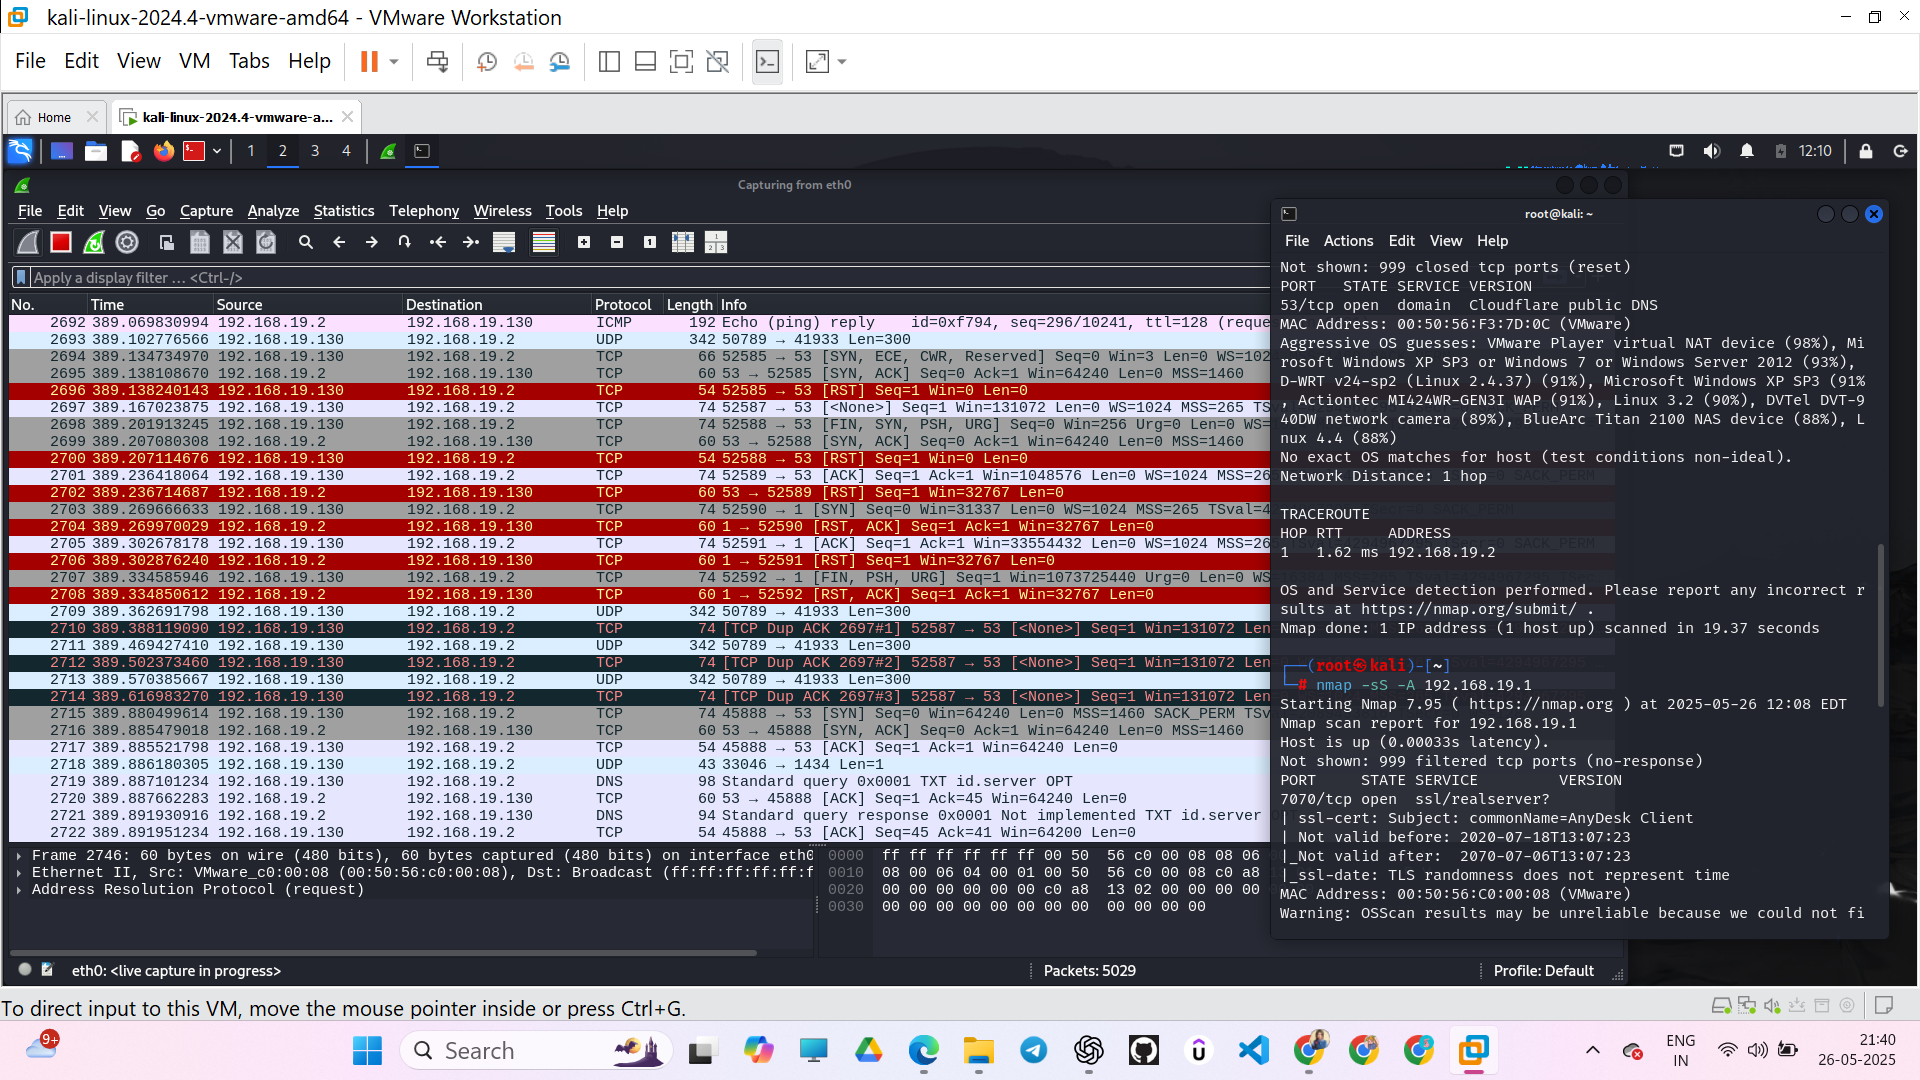 kali-linux-2024.4-vmware-amd64 - VMware Workstation
File Edit View VM Tabs Help
Home
kali-linux-2024.4-vmware-a...
1 2 3 4
12:10
Capturing from eth0
File Edit View Go Capture Analyze Statistics Telephony Wireless Tools Help
Apply a display filter ... <Ctrl-/>
No. Time Source Destination Protocol Length Info
2692 389.069830994 192.168.19.2 192.168.19.130 ICMP 192 Echo (ping) reply id=0xf794, seq=296/10241, ttl=128 (reque
2693 389.102776566 192.168.19.130 192.168.19.2 UDP 342 50789 → 41933 Len=300
2694 389.134734970 192.168.19.130 192.168.19.2 TCP 66 52585 → 53 [SYN, ECE, CWR, Reserved] Seq=0 Win=3 Len=0 WS=102
2695 389.138108670 192.168.19.2 192.168.19.130 TCP 60 53 → 52585 [SYN, ACK] Seq=0 Ack=1 Win=64240 Len=0 MSS=1460
2696 389.138240143 192.168.19.130 192.168.19.2 TCP 54 52585 → 53 [RST] Seq=1 Win=0 Len=0
2697 389.167023875 192.168.19.130 192.168.19.2 TCP 74 52587 → 53 [<None>] Seq=1 Win=131072 Len=0 WS=1024 MSS=265 TS
2698 389.201913245 192.168.19.130 192.168.19.2 TCP 74 52588 → 53 [FIN, SYN, PSH, URG] Seq=0 Win=256 Urg=0 Len=0 WS=
2699 389.207080308 192.168.19.2 192.168.19.130 TCP 60 53 → 52588 [SYN, ACK] Seq=0 Ack=1 Win=64240 Len=0 MSS=1460
2700 389.207114676 192.168.19.130 192.168.19.2 TCP 54 52588 → 53 [RST] Seq=1 Win=0 Len=0
2701 389.236418064 192.168.19.130 192.168.19.2 TCP 74 52589 → 53 [ACK] Seq=1 Ack=1 Win=1048576 Len=0 WS=1024 MSS=26
2702 389.236714687 192.168.19.2 192.168.19.130 TCP 60 53 → 52589 [RST] Seq=1 Win=32767 Len=0
2703 389.269666633 192.168.19.130 192.168.19.2 TCP 74 52590 → 1 [SYN] Seq=0 Win=31337 Len=0 WS=1024 MSS=265 TSval=4
2704 389.269970029 192.168.19.2 192.168.19.130 TCP 60 1 → 52590 [RST, ACK] Seq=1 Ack=1 Win=32767 Len=0
2705 389.302678178 192.168.19.130 192.168.19.2 TCP 74 52591 → 1 [ACK] Seq=1 Ack=1 Win=33554432 Len=0 WS=1024 MSS=26
2706 389.302876240 192.168.19.2 192.168.19.130 TCP 60 1 → 52591 [RST] Seq=1 Win=32767 Len=0
2707 389.334585946 192.168.19.130 192.168.19.2 TCP 74 52592 → 1 [FIN, PSH, URG] Seq=1 Win=1073725440 Urg=0 Len=0 WS
2708 389.334850612 192.168.19.2 192.168.19.130 TCP 60 1 → 52592 [RST, ACK] Seq=1 Ack=1 Win=32767 Len=0
2709 389.362691798 192.168.19.130 192.168.19.2 UDP 342 50789 → 41933 Len=300
2710 389.388119090 192.168.19.130 192.168.19.2 TCP 74 [TCP Dup ACK 2697#1] 52587 → 53 [<None>] Seq=1 Win=131072 Len
2711 389.469427410 192.168.19.130 192.168.19.2 UDP 342 50789 → 41933 Len=300
2712 389.502373460 192.168.19.130 192.168.19.2 TCP 74 [TCP Dup ACK 2697#2] 52587 → 53 [<None>] Seq=1 Win=131072 Len
2713 389.570385667 192.168.19.130 192.168.19.2 UDP 342 50789 → 41933 Len=300
2714 389.616983270 192.168.19.130 192.168.19.2 TCP 74 [TCP Dup ACK 2697#3] 52587 → 53 [<None>] Seq=1 Win=131072 Len
2715 389.880499614 192.168.19.130 192.168.19.2 TCP 74 45888 → 53 [SYN] Seq=0 Win=64240 Len=0 MSS=1460 SACK_PERM TSv
2716 389.885479018 192.168.19.2 192.168.19.130 TCP 60 53 → 45888 [SYN, ACK] Seq=0 Ack=1 Win=64240 Len=0 MSS=1460
2717 389.885521798 192.168.19.130 192.168.19.2 TCP 54 45888 → 53 [ACK] Seq=1 Ack=1 Win=64240 Len=0
2718 389.886180305 192.168.19.130 192.168.19.2 UDP 43 33046 → 1434 Len=1
2719 389.887101234 192.168.19.130 192.168.19.2 DNS 98 Standard query 0x0001 TXT id.server OPT
2720 389.887662283 192.168.19.2 192.168.19.130 TCP 60 53 → 45888 [ACK] Seq=1 Ack=45 Win=64240 Len=0
2721 389.891930916 192.168.19.2 192.168.19.130 DNS 94 Standard query response 0x0001 Not implemented TXT id.server
2722 389.891951234 192.168.19.130 192.168.19.2 TCP 54 45888 → 53 [ACK] Seq=45 Ack=41 Win=64200 Len=0
Frame 2746: 60 bytes on wire (480 bits), 60 bytes captured (480 bits) on interface eth0
Ethernet II, Src: VMware_c0:00:08 (00:50:56:c0:00:08), Dst: Broadcast (ff:ff:ff:ff:ff:f
Address Resolution Protocol (request)
0000 ff ff ff ff ff ff 00 50 56 c0 00 08 08 06
0010 08 00 06 04 00 01 00 50 56 c0 00 08 c0 a8
0020 00 00 00 00 00 00 c0 a8 13 02 00 00 00 00
0030 00 00 00 00 00 00 00 00 00 00 00 00
eth0: <live capture in progress>
Packets: 5029
Profile: Default
root@kali: ~
File Actions Edit View Help
Not shown: 999 closed tcp ports (reset)
PORT STATE SERVICE VERSION
53/tcp open domain Cloudflare public DNS
MAC Address: 00:50:56:F3:7D:0C (VMware)
Aggressive OS guesses: VMware Player virtual NAT device (98%), Mi
rosoft Windows XP SP3 or Windows 7 or Windows Server 2012 (93%),
D-WRT v24-sp2 (Linux 2.4.37) (91%), Microsoft Windows XP SP3 (91%
, Actiontec MI424WR-GEN3I WAP (91%), Linux 3.2 (90%), DVTel DVT-9
40DW network camera (89%), BlueArc Titan 2100 NAS device (88%), L
nux 4.4 (88%)
No exact OS matches for host (test conditions non-ideal).
Network Distance: 1 hop
TRACEROUTE
HOP RTT ADDRESS
1 1.62 ms 192.168.19.2
OS and Service detection performed. Please report any incorrect r
sults at https://nmap.org/submit/ .
Nmap done: 1 IP address (1 host up) scanned in 19.37 seconds
┌──(root㉿kali)-[~]
└─# nmap -sS -A 192.168.19.1
Starting Nmap 7.95 ( https://nmap.org ) at 2025-05-26 12:08 EDT
Nmap scan report for 192.168.19.1
Host is up (0.00033s latency).
Not shown: 999 filtered tcp ports (no-response)
PORT STATE SERVICE VERSION
7070/tcp open ssl/realserver?
| ssl-cert: Subject: commonName=AnyDesk Client
| Not valid before: 2020-07-18T13:07:23
|_Not valid after: 2070-07-06T13:07:23
|_ssl-date: TLS randomness does not represent time
MAC Address: 00:50:56:C0:00:08 (VMware)
Warning: OSScan results may be unreliable because we could not fi
To direct input to this VM, move the mouse pointer inside or press Ctrl+G.
9+
Search
ENG
IN
21:40
26-05-2025